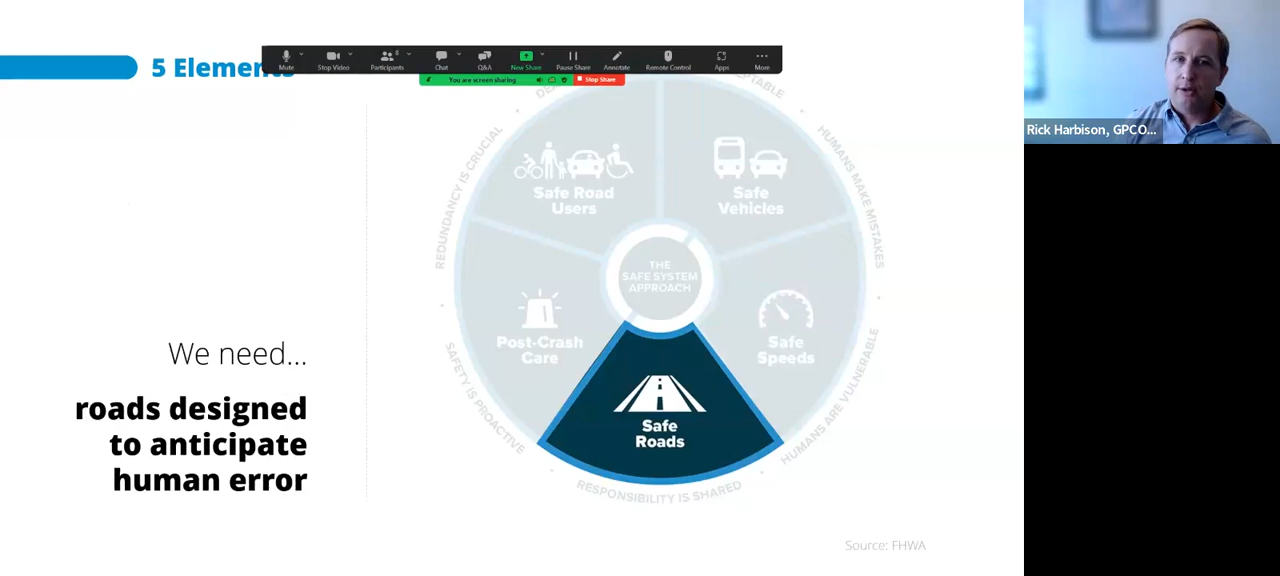 5 Elements
Mute
Stop Video
Participants
8
Chat
Q&A
New Share
Pause Share
Annotate
Remote Control
Apps
More
You are screen sharing
Stop Share
Rick Harbison, GPCO...
REDUNDANCY IS CRUCIAL
HUMANS MAKE MISTAKES
HUMANS ARE VULNERABLE
RESPONSIBILITY IS SHARED
SAFETY IS PROACTIVE
Safe Road
Users
Safe
Vehicles
THE
SAFE SYSTEM
APPROACH
Post-Crash
Care
Safe
Speeds
Safe
Roads
We need...
roads designed
to anticipate
human error
Source: FHWA